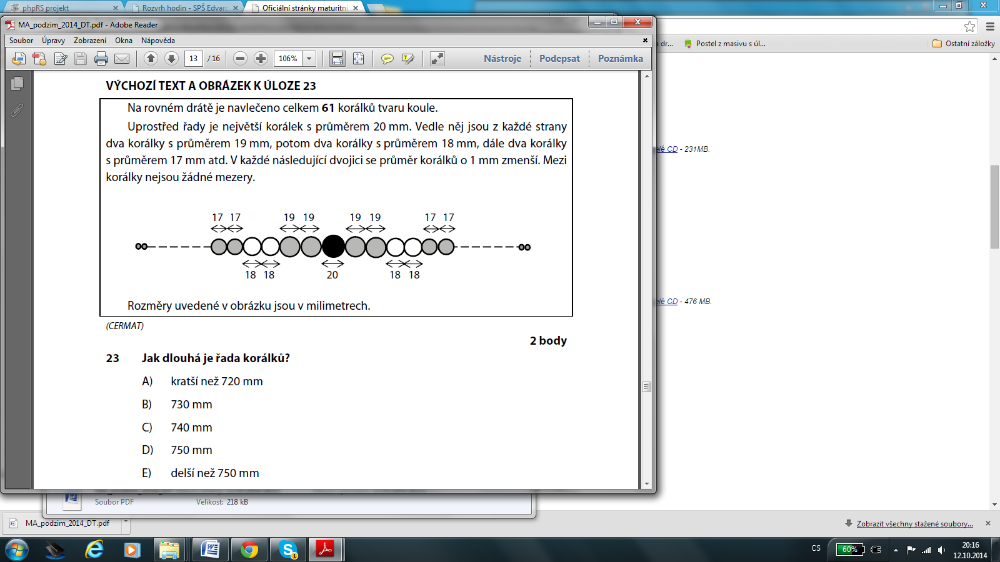 phpRS projekt
Rozvrh hodin - SPŠ Edvard
Oficiální stránky maturitní
MA_podzim_2014_DT.pdf - Adobe Reader
Soubor Úpravy Zobrazení Okna Nápověda
13 / 16 106% Nástroje Podepsat Poznámka
a dr... Postel z masivu s úl... Ostatní záložky
VÝCHOZÍ TEXT A OBRÁZEK K ÚLOZE 23
Na rovném drátě je navlečeno celkem 61 korálků tvaru koule.
Uprostřed řady je největší korálek s průměrem 20 mm. Vedle něj jsou z každé strany
dva korálky s průměrem 19 mm, potom dva korálky s průměrem 18 mm, dále dva korálky
s průměrem 17 mm atd. V každé následující dvojici se průměr korálků o 1 mm zmenší. Mezi
korálky nejsou žádné mezery.
17 17 19 19 19 19 17 17
18 18 20 18 18
Rozměry uvedené v obrázku jsou v milimetrech.
(CERMAT)
2 body
23 Jak dlouhá je řada korálků?
A) kratší než 720 mm
B) 730 mm
C) 740 mm
D) 750 mm
E) delší než 750 mm
elé CD - 231MB.
elé CD - 476 MB.
Soubor PDF Velikost: 218 kB
MA_podzim_2014_DT.pdf
Zobrazit všechny stažené soubory...
CS 60% 20:16
12.10.2014